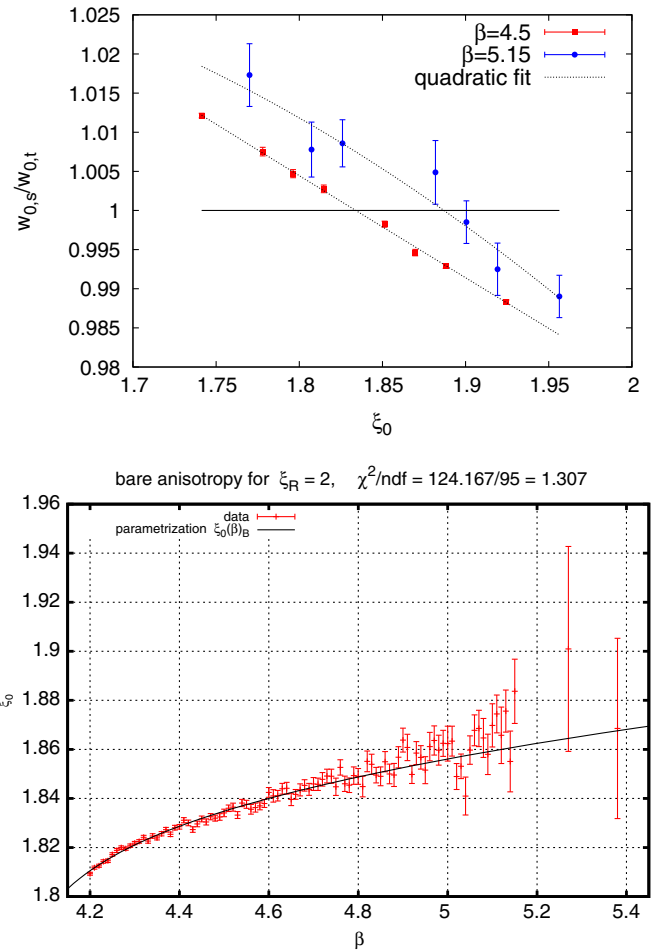 β=4.5
β=5.15
quadratic fit
1.025
1.02
1.015
1.01
1.005
1
0.995
0.99
0.985
0.98
w0,s/w0,t
1.7 1.75 1.8 1.85 1.9 1.95 2
ξ0
bare anisotropy for ξR = 2, χ²/ndf = 124.167/95 = 1.307
data
parametrization ξ0(β)B
1.96
1.94
1.92
1.9
1.88
1.86
1.84
1.82
1.8
ξ0
4.2 4.4 4.6 4.8 5 5.2 5.4
β